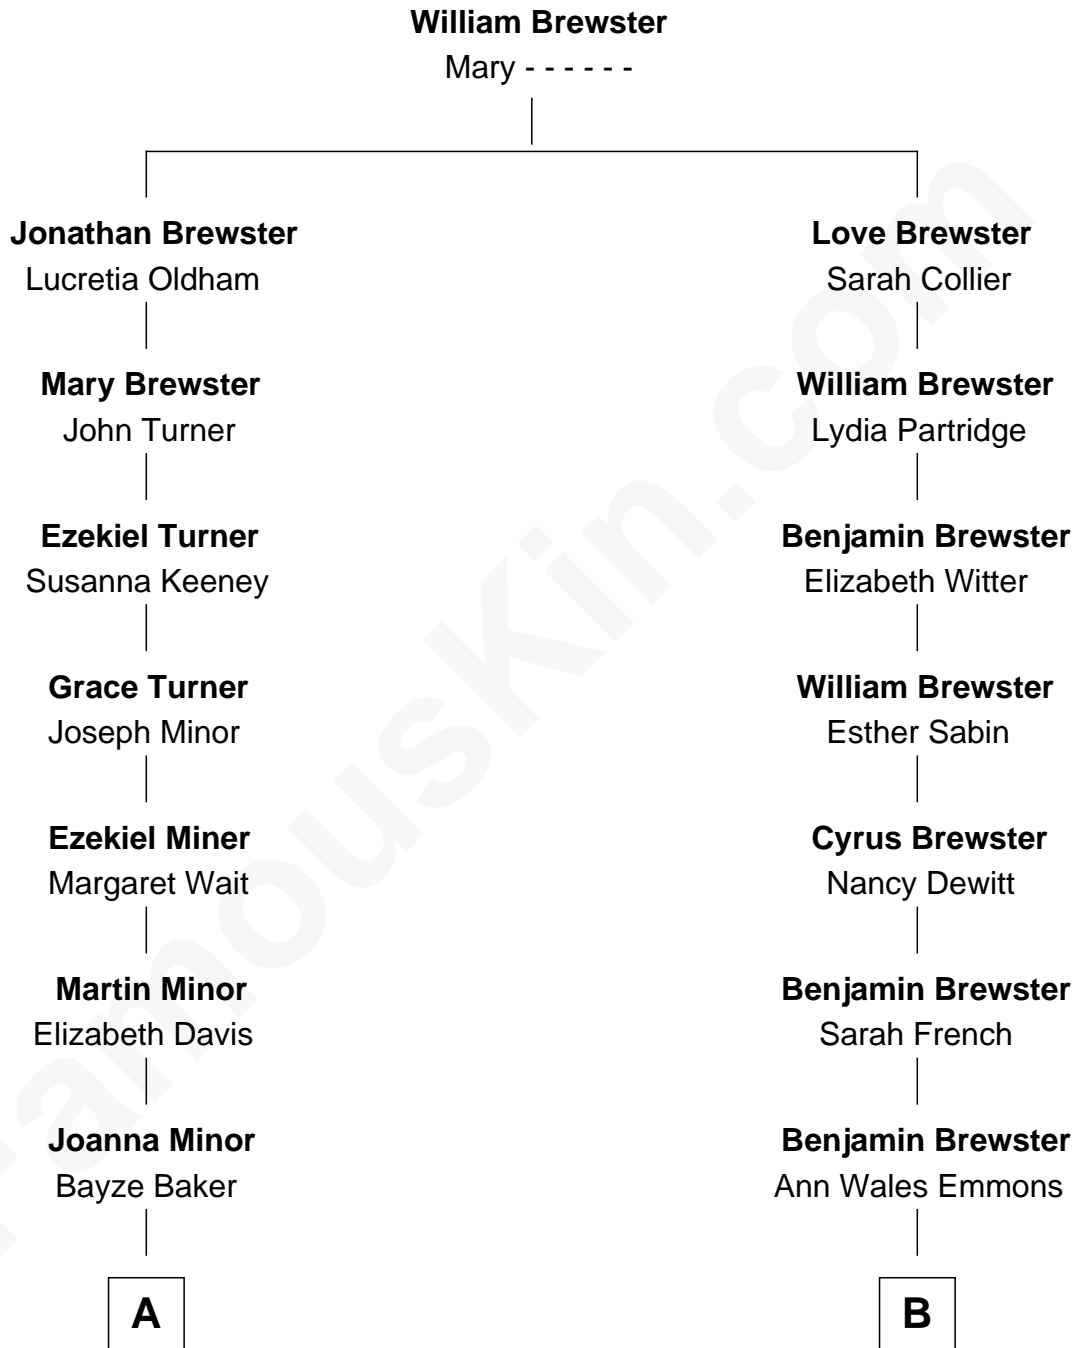 William Brewster
Mary - - - - - -
Jonathan Brewster
Lucretia Oldham
Love Brewster
Sarah Collier
Mary Brewster
John Turner
William Brewster
Lydia Partridge
Ezekiel Turner
Susanna Keeney
Benjamin Brewster
Elizabeth Witter
Grace Turner
Joseph Minor
William Brewster
Esther Sabin
Ezekiel Miner
Margaret Wait
Cyrus Brewster
Nancy Dewitt
Martin Minor
Elizabeth Davis
Benjamin Brewster
Sarah French
Joanna Minor
Bayze Baker
Benjamin Brewster
Ann Wales Emmons
A
B
FamousKin.com